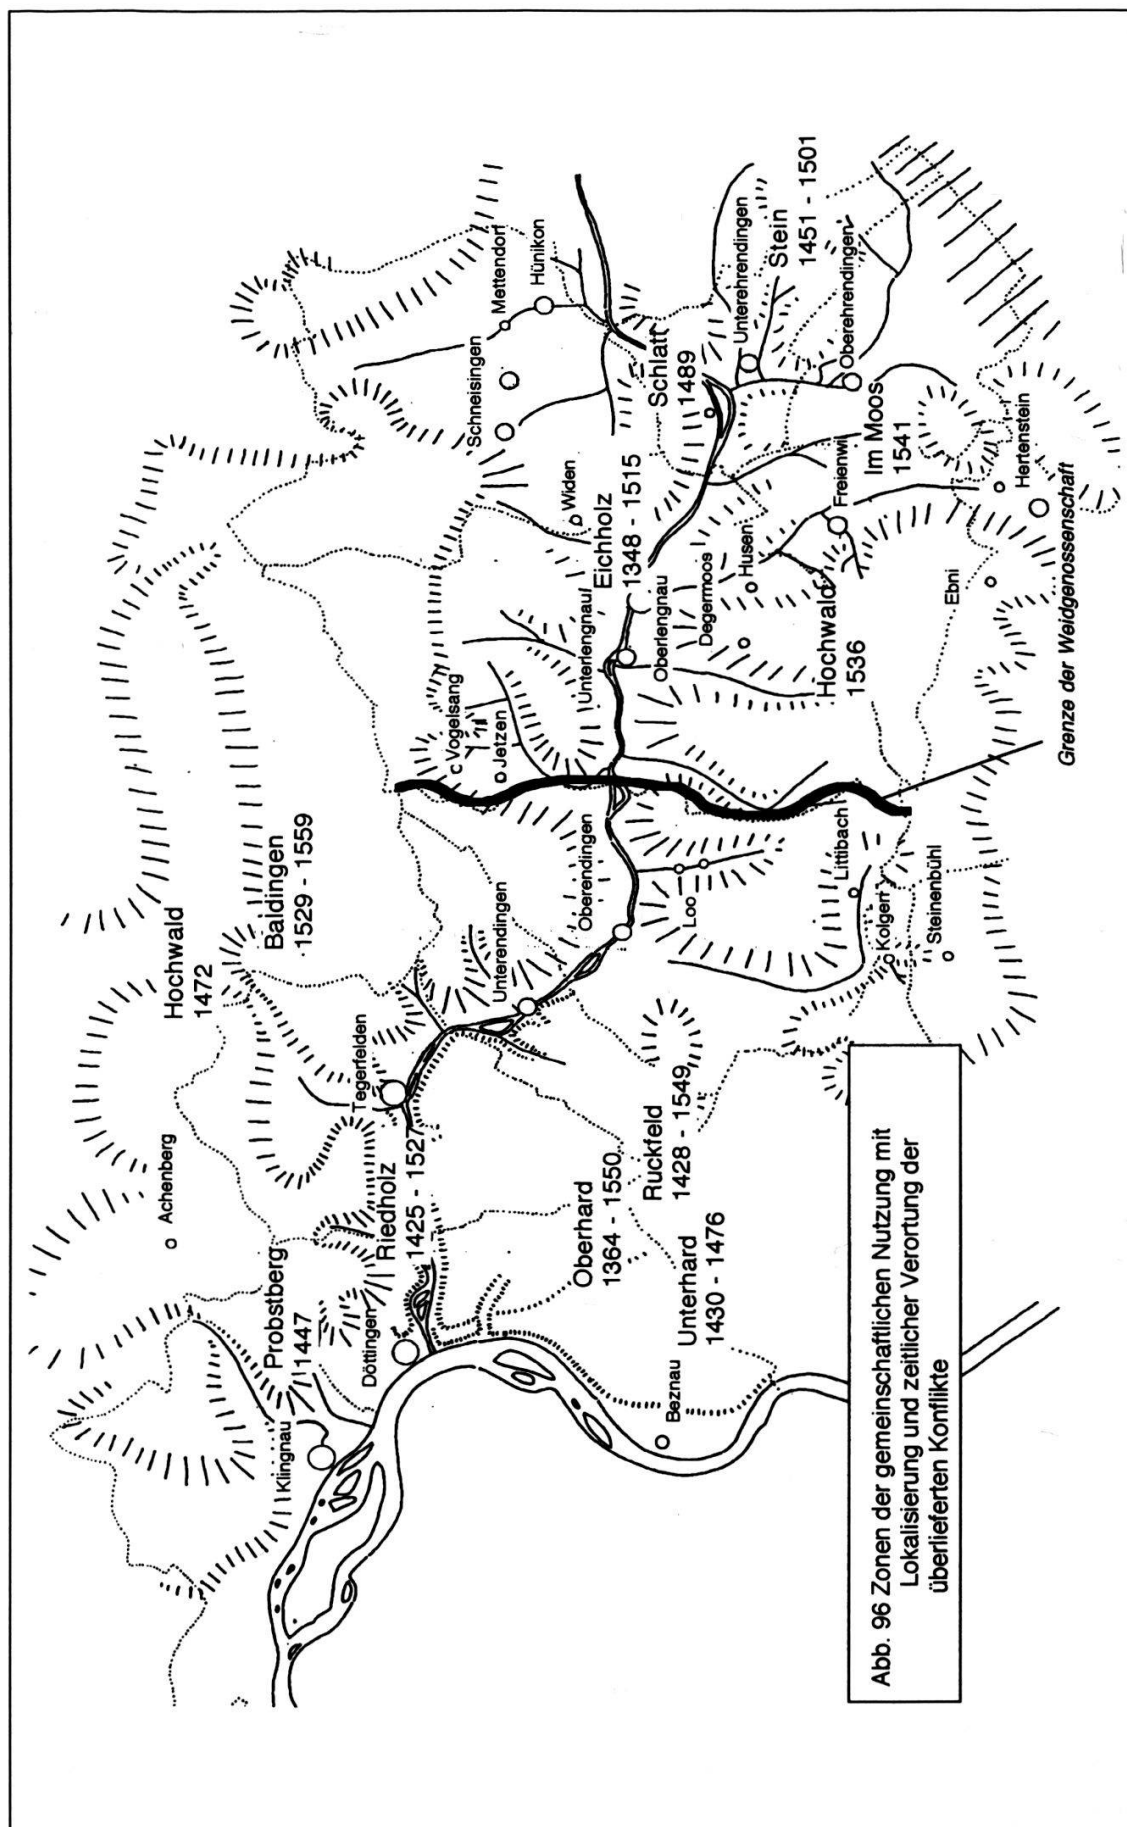 Hochwald
1472
Baldingen
1529 - 1559
Achenberg
Probstberg
1447
Klingnau
Döttingen
Riedholz
1425 - 1527
Tegerfelden
Unterendingen
Oberendingen
Vogelsang
Jetzen
Schneisingen
Mettendorf
Hünikon
Widen
Eichholz
1348 - 1515
Unterlengnau
Oberlengnau
Schlatt
1489
Unterehrendingen
Stein
1451 - 1501
Oberehrendingen
Degermoos
Husen
Freienwil
Im Moos
1541
Hochwald
1536
Hertenstein
Ebni
Loo
Littibach
Kolgert
Steinenbühl
Oberhard
1364 - 1550
Ruckfeld
1428 - 1549
Unterhard
1430 - 1476
Beznau
Grenze der Weidgenossenschaft
Abb. 96 Zonen der gemeinschaftlichen Nutzung mit
Lokalisierung und zeitlicher Verortung der
überlieferten Konflikte